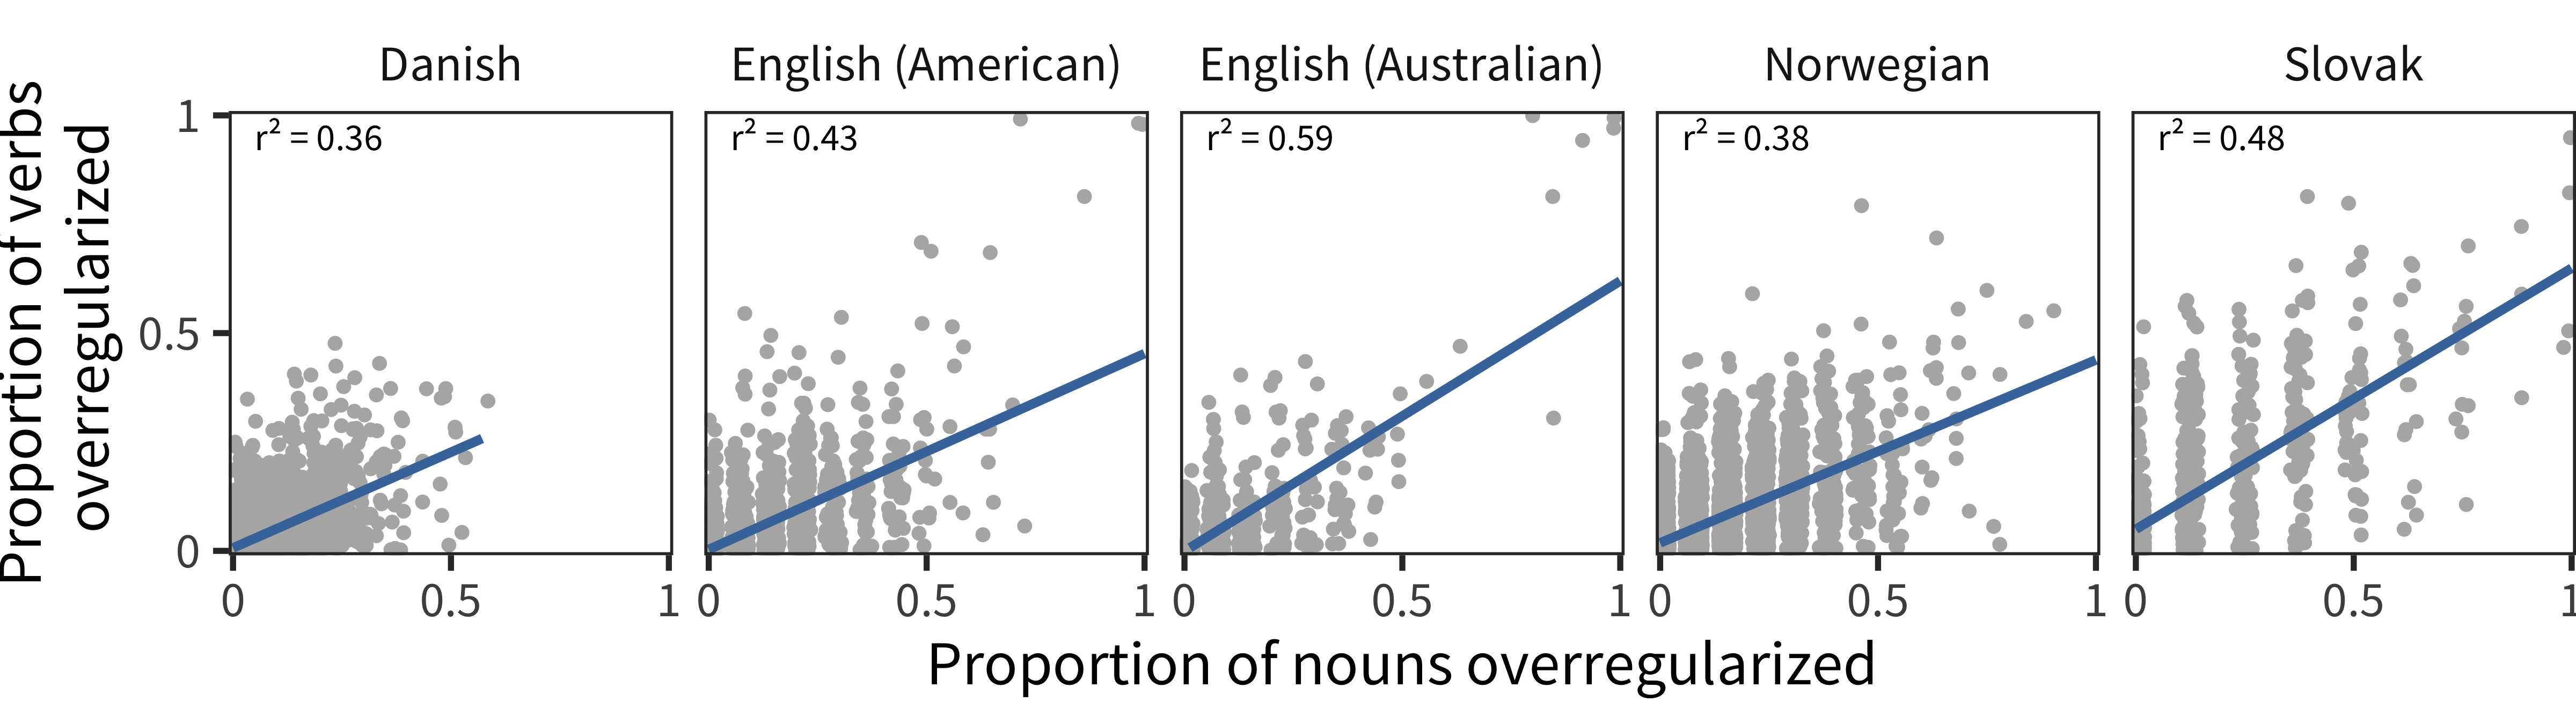 Danish
English (American)
English (Australian)
Norwegian
Slovak
Proportion of verbs
overregularized
1
0.5
0
r² = 0.36
r² = 0.43
r² = 0.59
r² = 0.38
r² = 0.48
0 0.5 1
0 0.5 1
0 0.5 1
0 0.5 1
0 0.5 1
Proportion of nouns overregularized